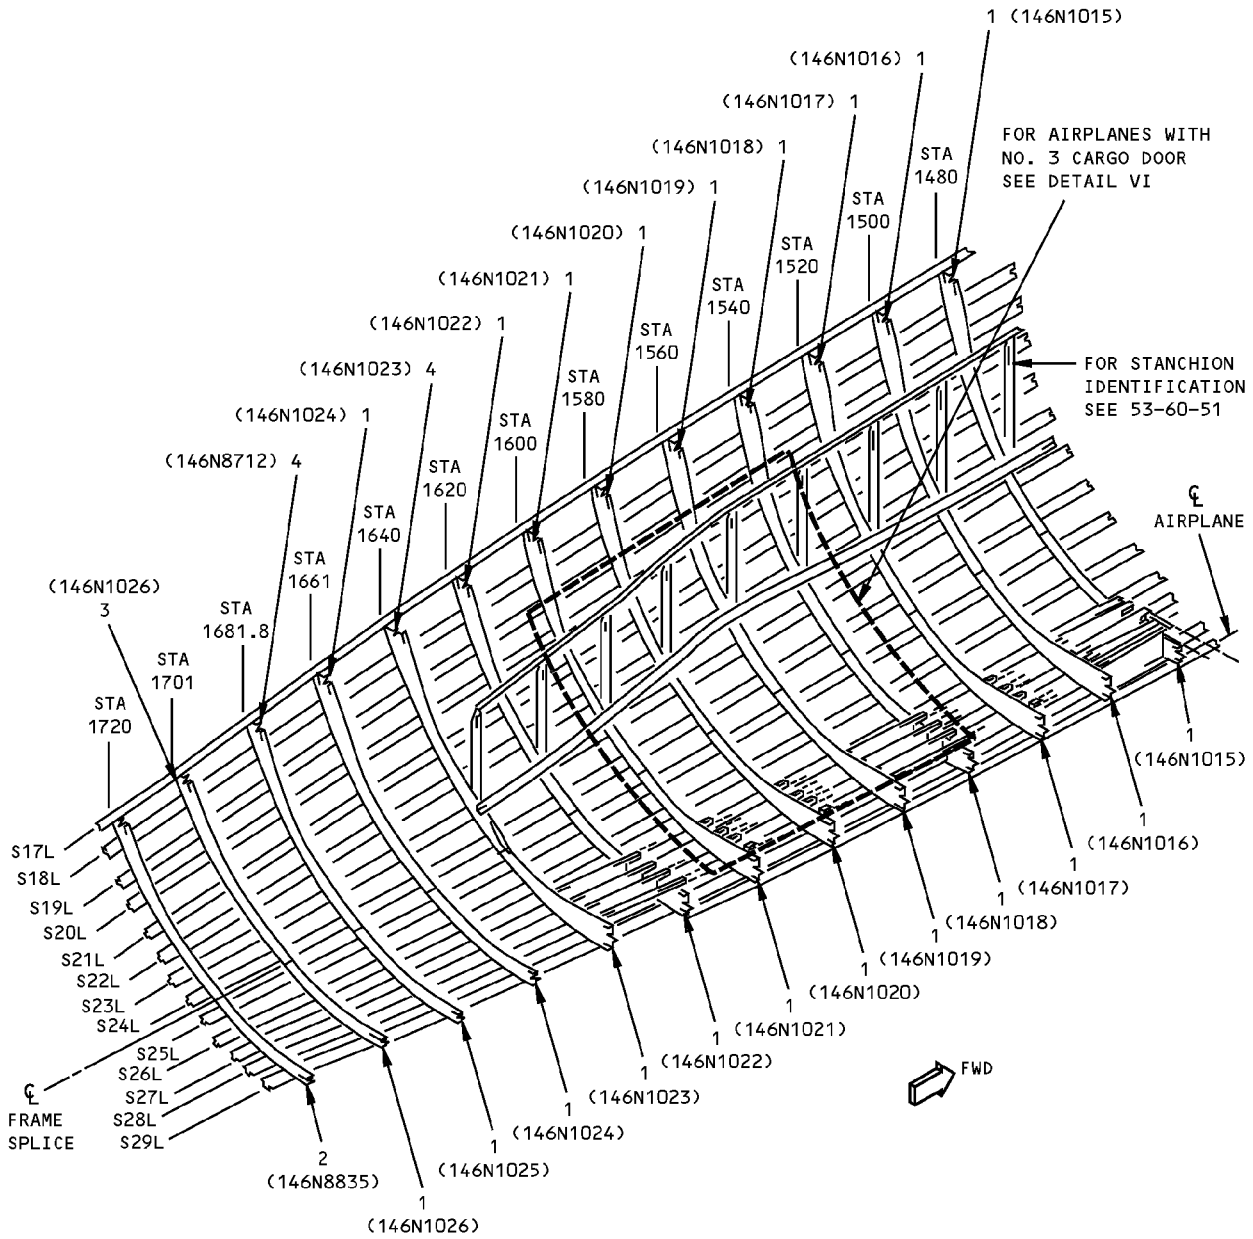 1 (146N1015)
(146N1016) 1
(146N1017) 1
(146N1018) 1
(146N1019) 1
(146N1020) 1
(146N1021) 1
(146N1022) 1
(146N1023) 4
(146N1024) 1
(146N8712) 4
(146N1026)
3
FOR AIRPLANES WITH
NO. 3 CARGO DOOR
SEE DETAIL VI
STA
1480
STA
1500
STA
1520
STA
1540
STA
1560
STA
1580
STA
1600
STA
1620
STA
1640
STA
1661
STA
1681.8
STA
1701
STA
1720
FOR STANCHION
IDENTIFICATION
SEE 53-60-51
℄
AIRPLANE
S17L
S18L
S19L
S20L
S21L
S22L
S23L
S24L
S25L
S26L
S27L
S28L
S29L
℄
FRAME
SPLICE
1
(146N1015)
1
(146N1016)
1
(146N1017)
1
(146N1018)
1
(146N1019)
1
(146N1020)
1
(146N1021)
1
(146N1022)
1
(146N1023)
1
(146N1024)
1
(146N1025)
1
(146N1026)
2
(146N8835)
FWD